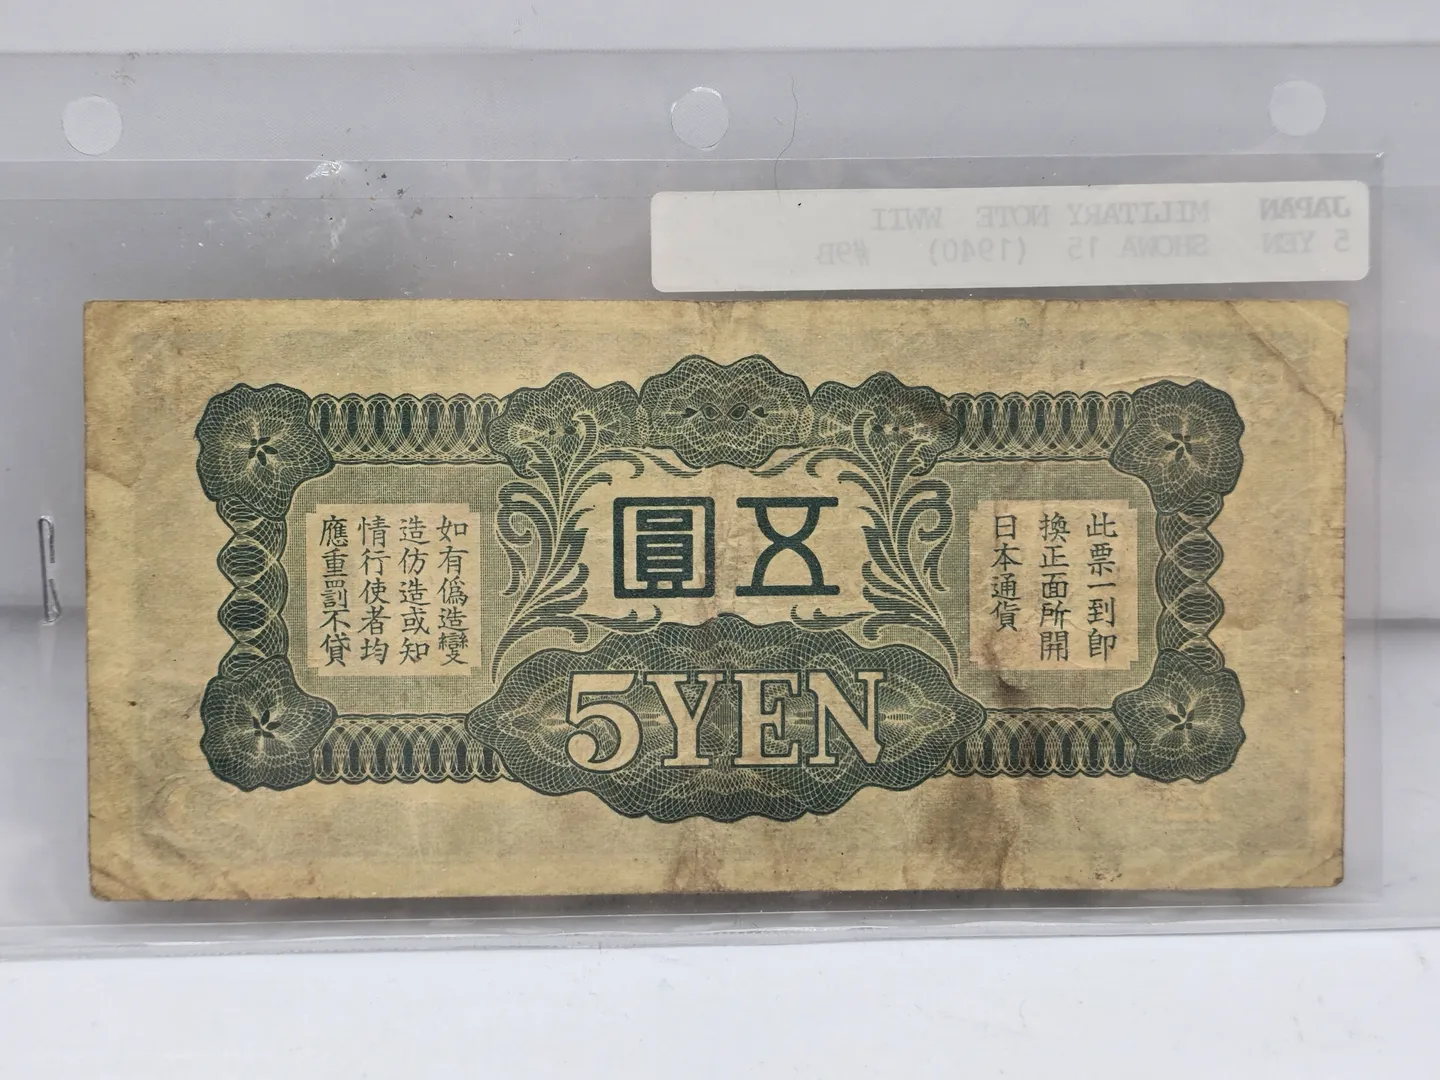 JAPAN MILITARY NOTE WWII
5 YEN SHOWA 15 (1940) #9B
五圓
此票一到卽
換正面所開
日本通貨
如有僞造變
造仿造或知
情行使者均
應重罰不貸
5YEN